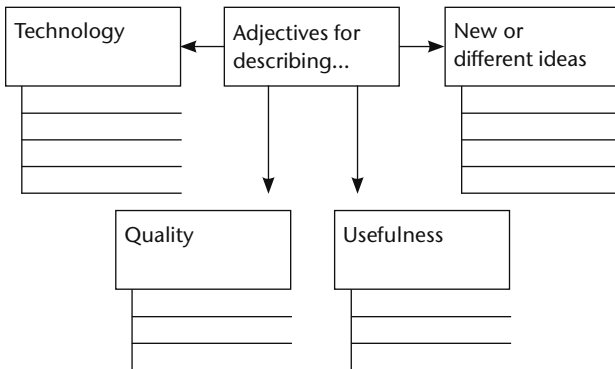 Technology
Adjectives for
describing...
New or
different ideas
Quality
Usefulness